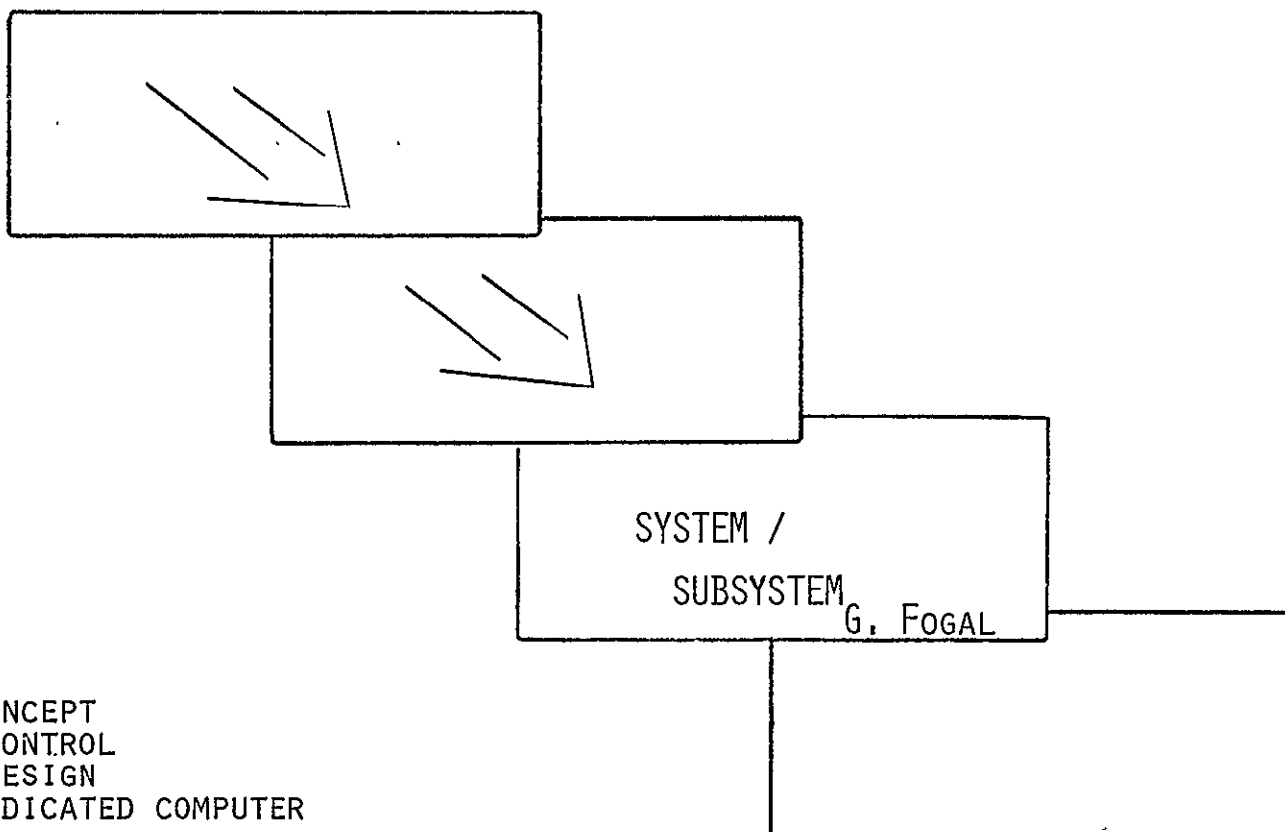 SYSTEM /
SUBSYSTEM
G. FOGAL
NCEPT
ONTROL
ESIGN
DICATED COMPUTER